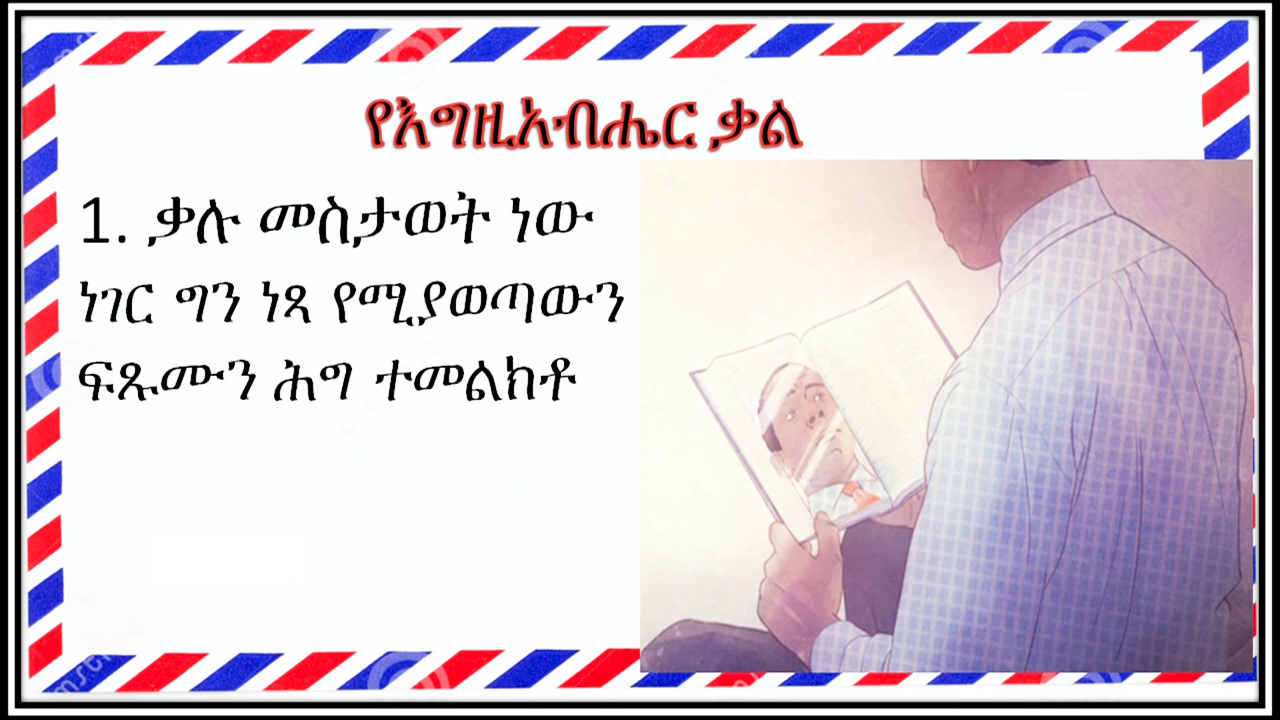 የእግዚአብሔር ቃል
1. ቃሉ መስታወት ነው
ነገር ግን ነጻ የሚያወጣውን
ፍጹሙን ሕግ ተመልክቶ